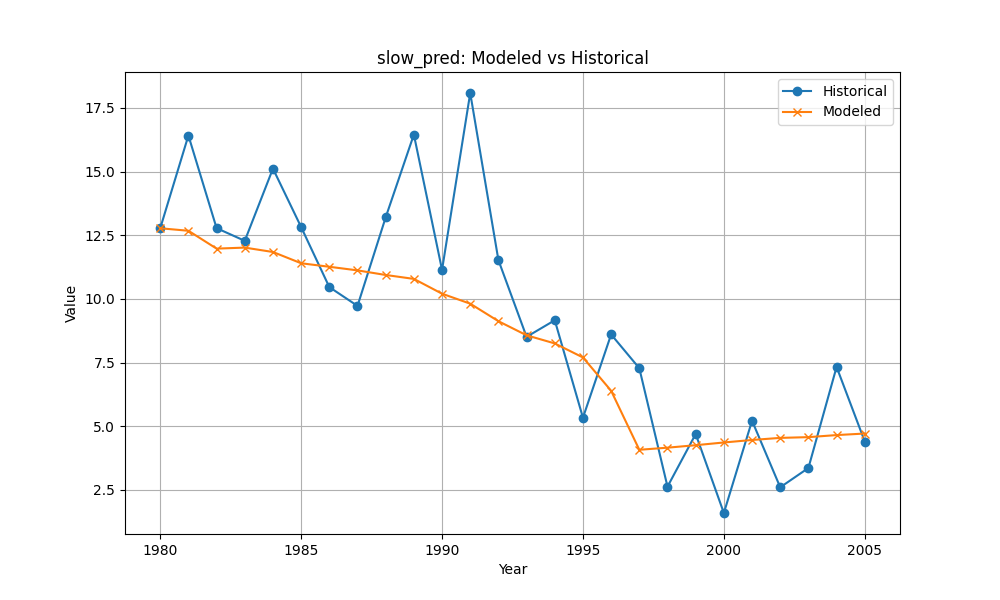 slow_pred: Modeled vs Historical
Historical
Modeled
17.5
15.0
12.5
10.0
7.5
5.0
2.5
Value
1980
1985
1990
1995
2000
2005
Year